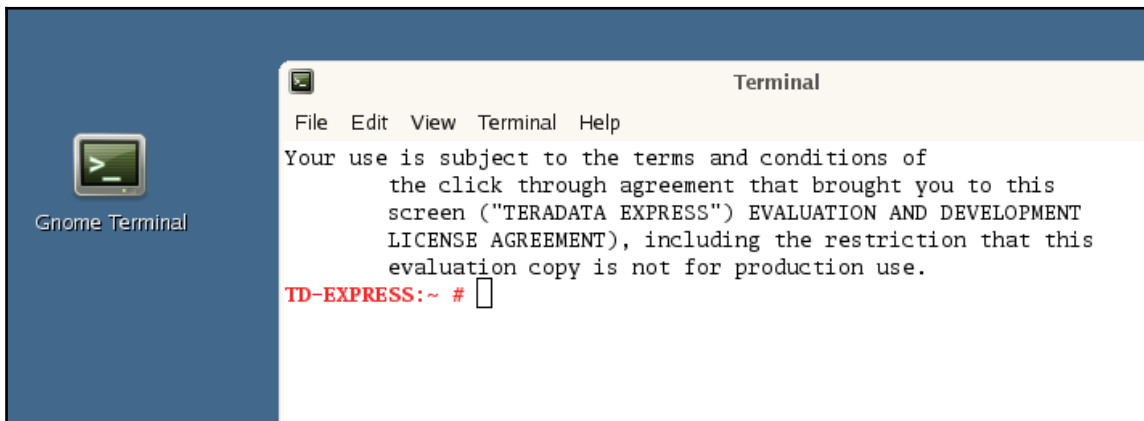 Terminal
File Edit View Terminal Help
Your use is subject to the terms and conditions of
the click through agreement that brought you to this
screen ("TERADATA EXPRESS") EVALUATION AND DEVELOPMENT
LICENSE AGREEMENT), including the restriction that this
evaluation copy is not for production use.
TD-EXPRESS:~ #
>_
Gnome Terminal